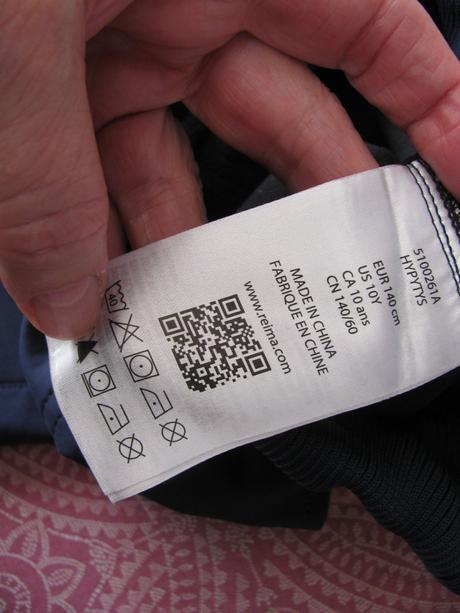 5100261A
HYPYTYS
EUR 140 cm
US 10Y
CA 10 ans
CN 140/60
MADE IN CHINA
FABRIQUE EN CHINE
www.reima.com
40